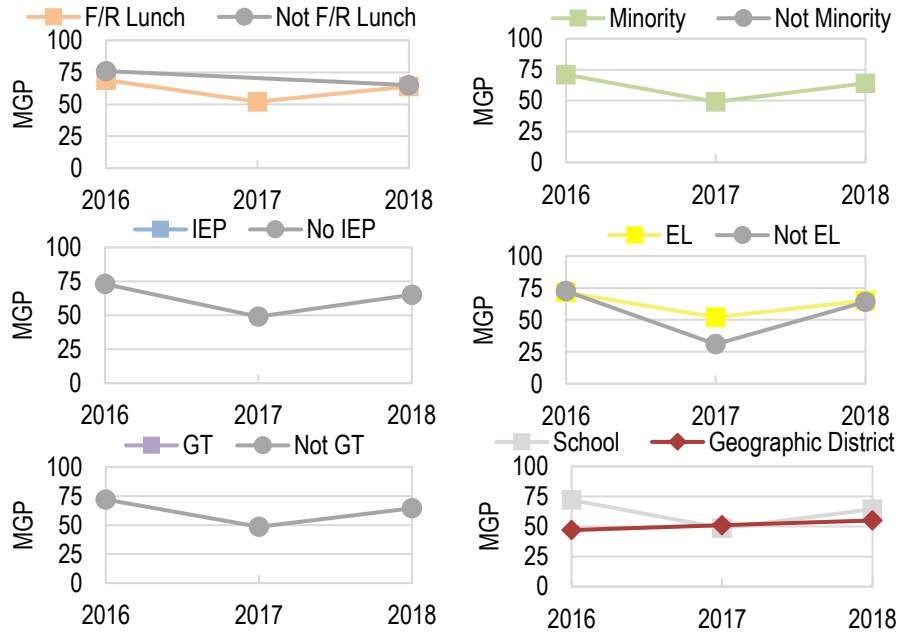 F/R Lunch Not F/R Lunch
100
75
50
25
0
MGP
2016 2017 2018
Minority Not Minority
100
75
50
25
0
MGP
2016 2017 2018
IEP No IEP
100
75
50
25
0
MGP
2016 2017 2018
EL Not EL
100
75
50
25
0
MGP
2016 2017 2018
GT Not GT
100
75
50
25
0
MGP
2016 2017 2018
School Geographic District
100
75
50
25
0
MGP
2016 2017 2018